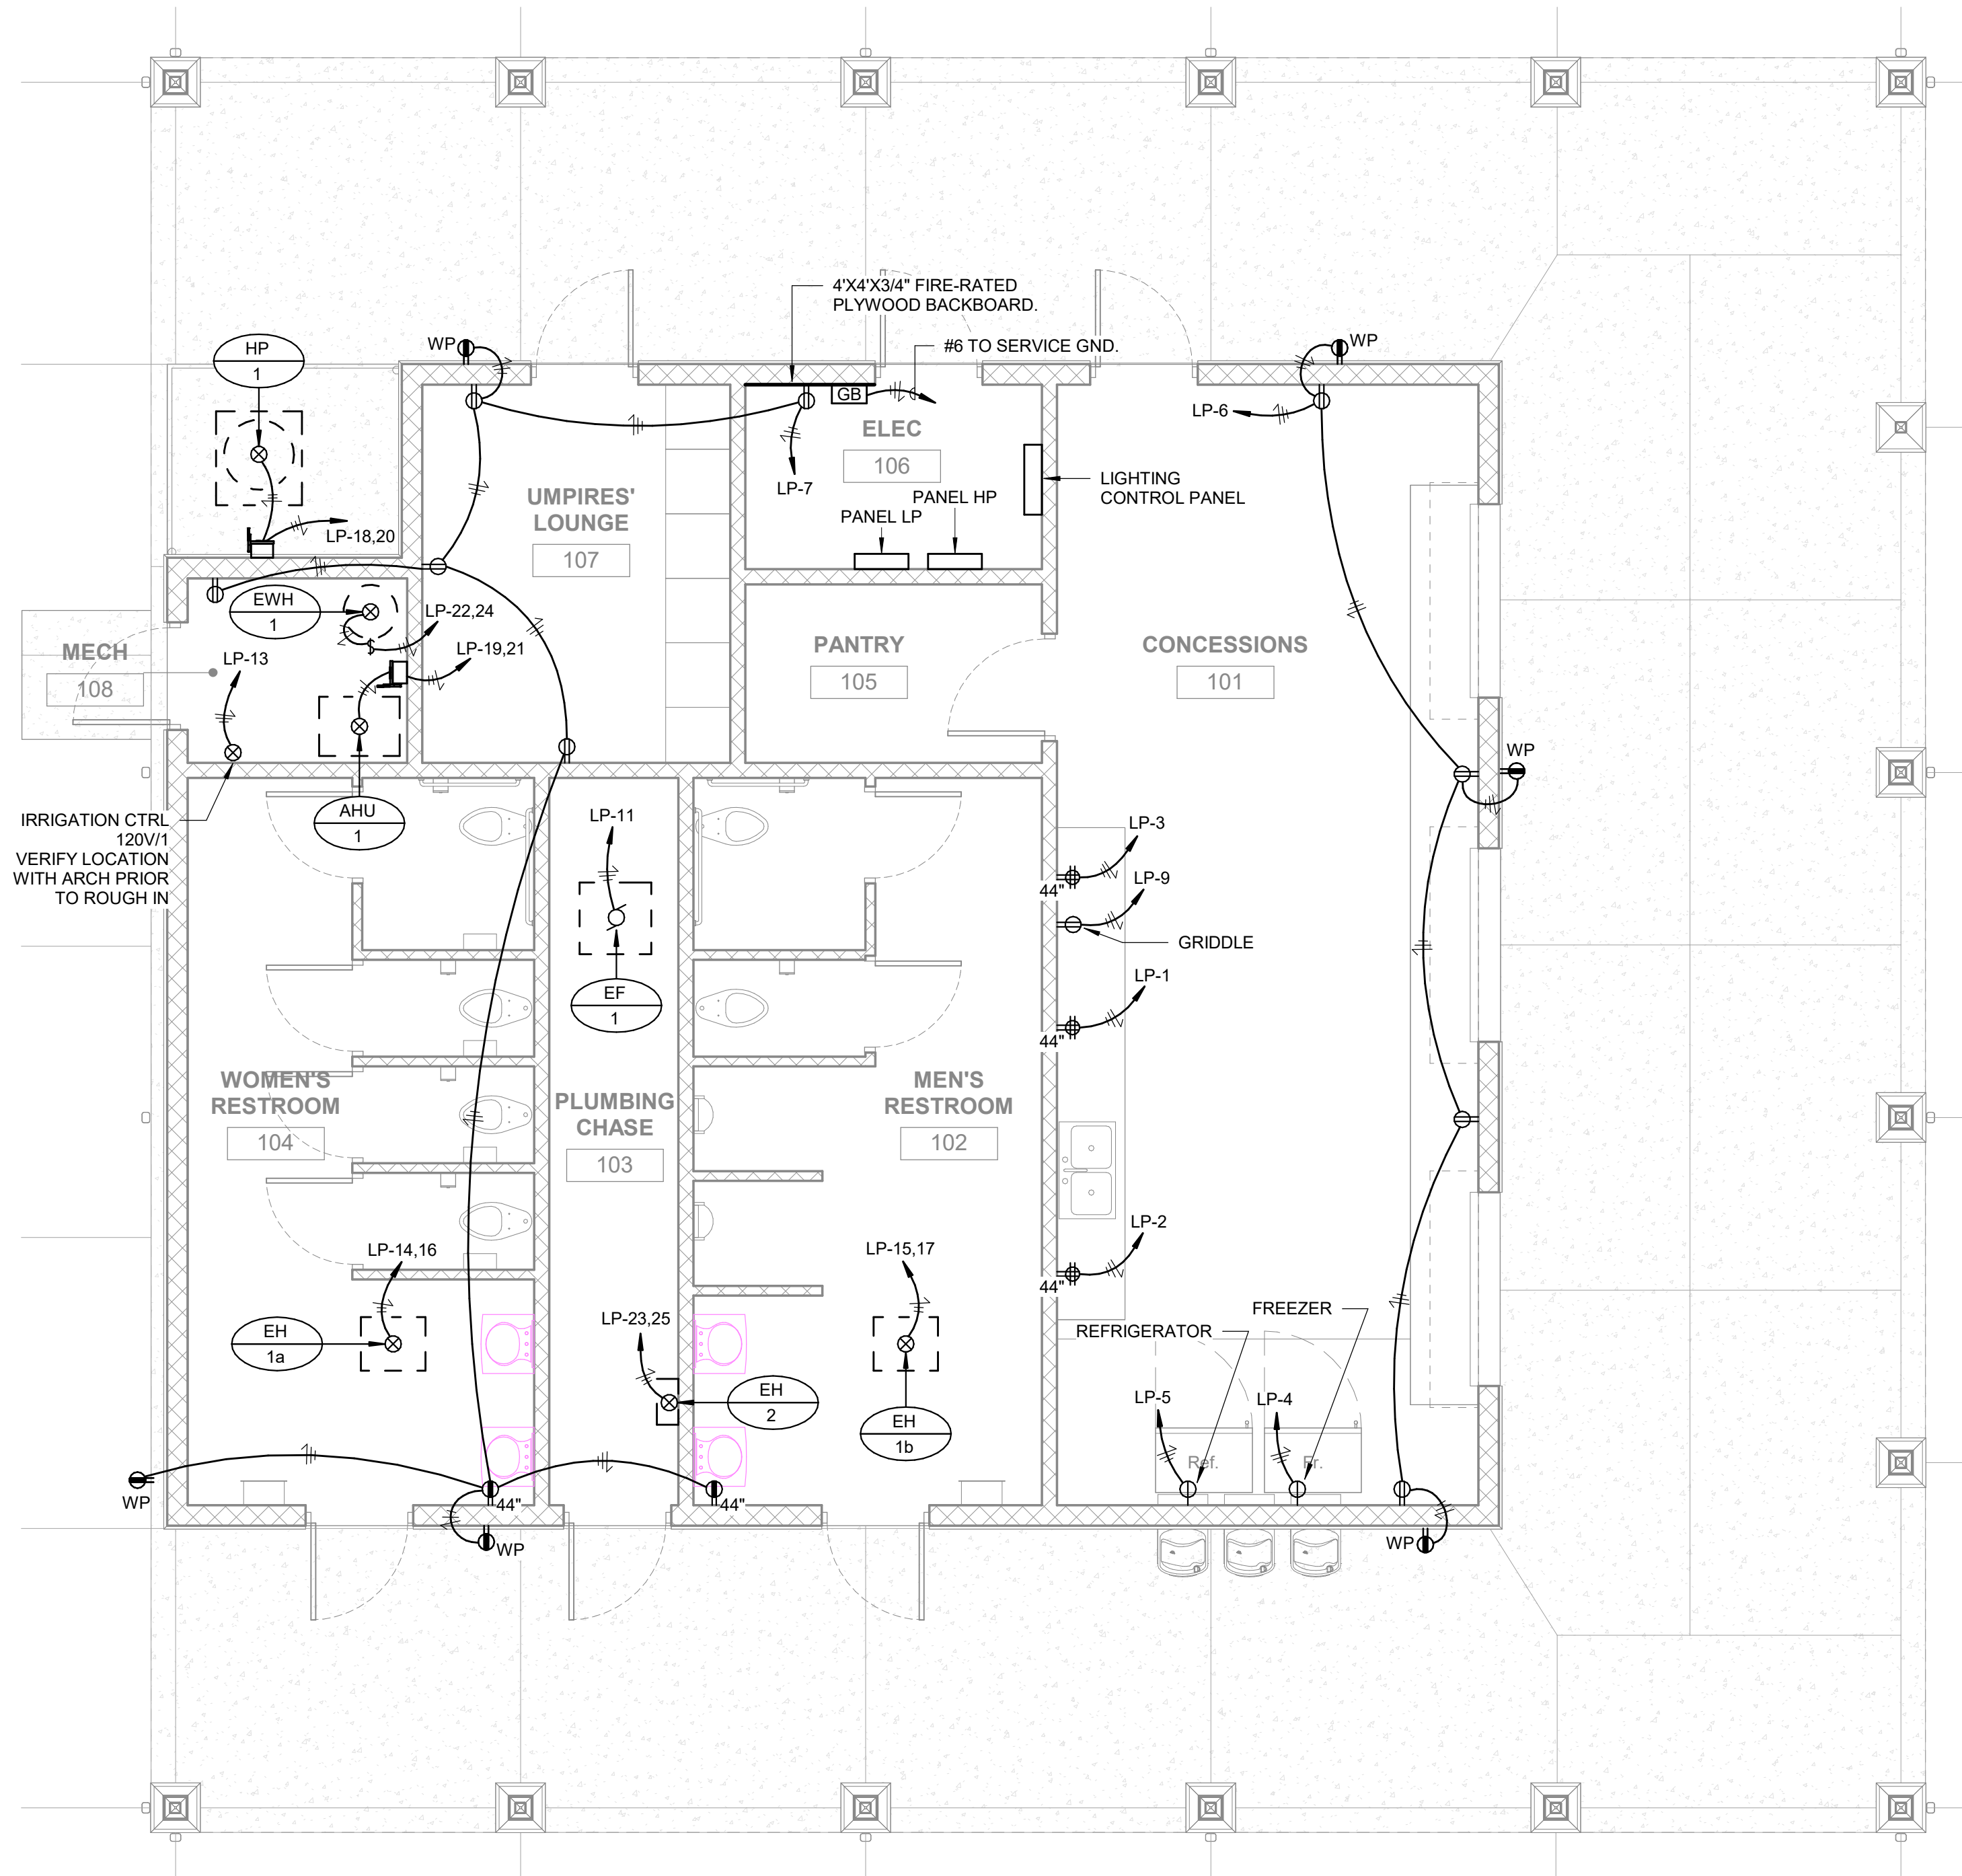 4'X4'X3/4" FIRE-RATED
PLYWOOD BACKBOARD.
#6 TO SERVICE GND.
WP
WP
HP
1
GB
LP-6
ELEC
106
LP-7
UMPIRES'
LOUNGE
107
LIGHTING
CONTROL PANEL
PANEL HP
PANEL LP
LP-18,20
EWH
1
LP-22,24
LP-19,21
MECH
108
LP-13
PANTRY
105
CONCESSIONS
101
WP
IRRIGATION CTRL
120V/1
VERIFY LOCATION
WITH ARCH PRIOR
TO ROUGH IN
AHU
1
LP-11
LP-3
44"
LP-9
GRIDDLE
LP-1
44"
EF
1
WOMEN'S
RESTROOM
104
PLUMBING
CHASE
103
MEN'S
RESTROOM
102
LP-2
44"
LP-14,16
LP-15,17
EH
1a
LP-23,25
EH
2
EH
1b
FREEZER
REFRIGERATOR
LP-5
LP-4
Ref.
Fr.
WP
44"
44"
WP
WP